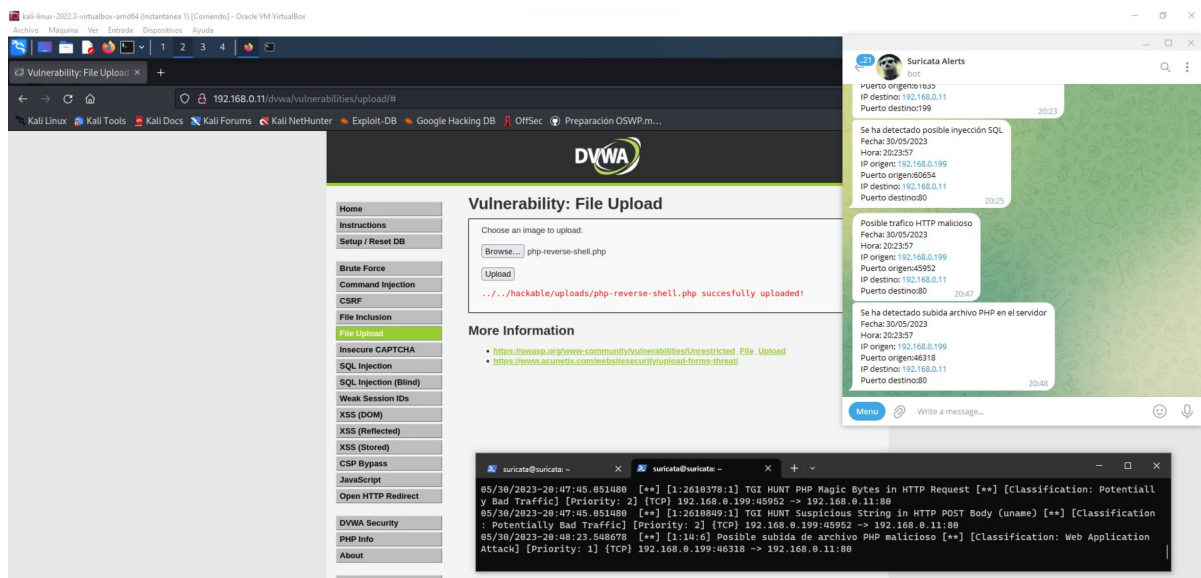 kali-linux-2022.3-virtualbox-amd64 (Instantánea 1) [Corriendo] - Oracle VM VirtualBox
Archivo Máquina Ver Entrada Dispositivos Ayuda
1 2 3 4
Vulnerability: File Upload
192.168.0.11/dvwa/vulnerabilities/upload/#
Kali Linux Kali Tools Kali Docs Kali Forums Kali NetHunter Exploit-DB Google Hacking DB OffSec Preparación OSWP.m...
DVWA
Home
Instructions
Setup / Reset DB
Brute Force
Command Injection
CSRF
File Inclusion
File Upload
Insecure CAPTCHA
SQL Injection
SQL Injection (Blind)
Weak Session IDs
XSS (DOM)
XSS (Reflected)
XSS (Stored)
CSP Bypass
JavaScript
Open HTTP Redirect
DVWA Security
PHP Info
About
Vulnerability: File Upload
Choose an image to upload:
Browse... php-reverse-shell.php
Upload
../../hackable/uploads/php-reverse-shell.php succesfully uploaded!
More Information
https://owasp.org/www-community/vulnerabilities/Unrestricted_File_Upload
https://www.acunetix.com/websitesecurity/upload-forms-threat/
..21
Suricata Alerts
bot
Puerto origen:61635
IP destino: 192.168.0.11
Puerto destino:199
20:23
Se ha detectado posible inyección SQL
Fecha: 30/05/2023
Hora: 20:23:57
IP origen: 192.168.0.199
Puerto origen:60654
IP destino: 192.168.0.11
Puerto destino:80
20:25
Posible trafico HTTP malicioso
Fecha: 30/05/2023
Hora: 20:23:57
IP origen: 192.168.0.199
Puerto origen:45952
IP destino: 192.168.0.11
Puerto destino:80
20:47
Se ha detectado subida archivo PHP en el servidor
Fecha: 30/05/2023
Hora: 20:23:57
IP origen: 192.168.0.199
Puerto origen:46318
IP destino: 192.168.0.11
Puerto destino:80
20:48
Menu Write a message...
suricata@suricata: ~ suricata@suricata: ~
05/30/2023-20:47:45.051480 [**] [1:2610378:1] TGI HUNT PHP Magic Bytes in HTTP Request [**] [Classification: Potentiall
y Bad Traffic] [Priority: 2] {TCP} 192.168.0.199:45952 -> 192.168.0.11:80
05/30/2023-20:47:45.051480 [**] [1:2610849:1] TGI HUNT Suspicious String in HTTP POST Body (uname) [**] [Classification
: Potentially Bad Traffic] [Priority: 2] {TCP} 192.168.0.199:45952 -> 192.168.0.11:80
05/30/2023-20:48:23.548678 [**] [1:14:6] Posible subida de archivo PHP malicioso [**] [Classification: Web Application
Attack] [Priority: 1] {TCP} 192.168.0.199:46318 -> 192.168.0.11:80